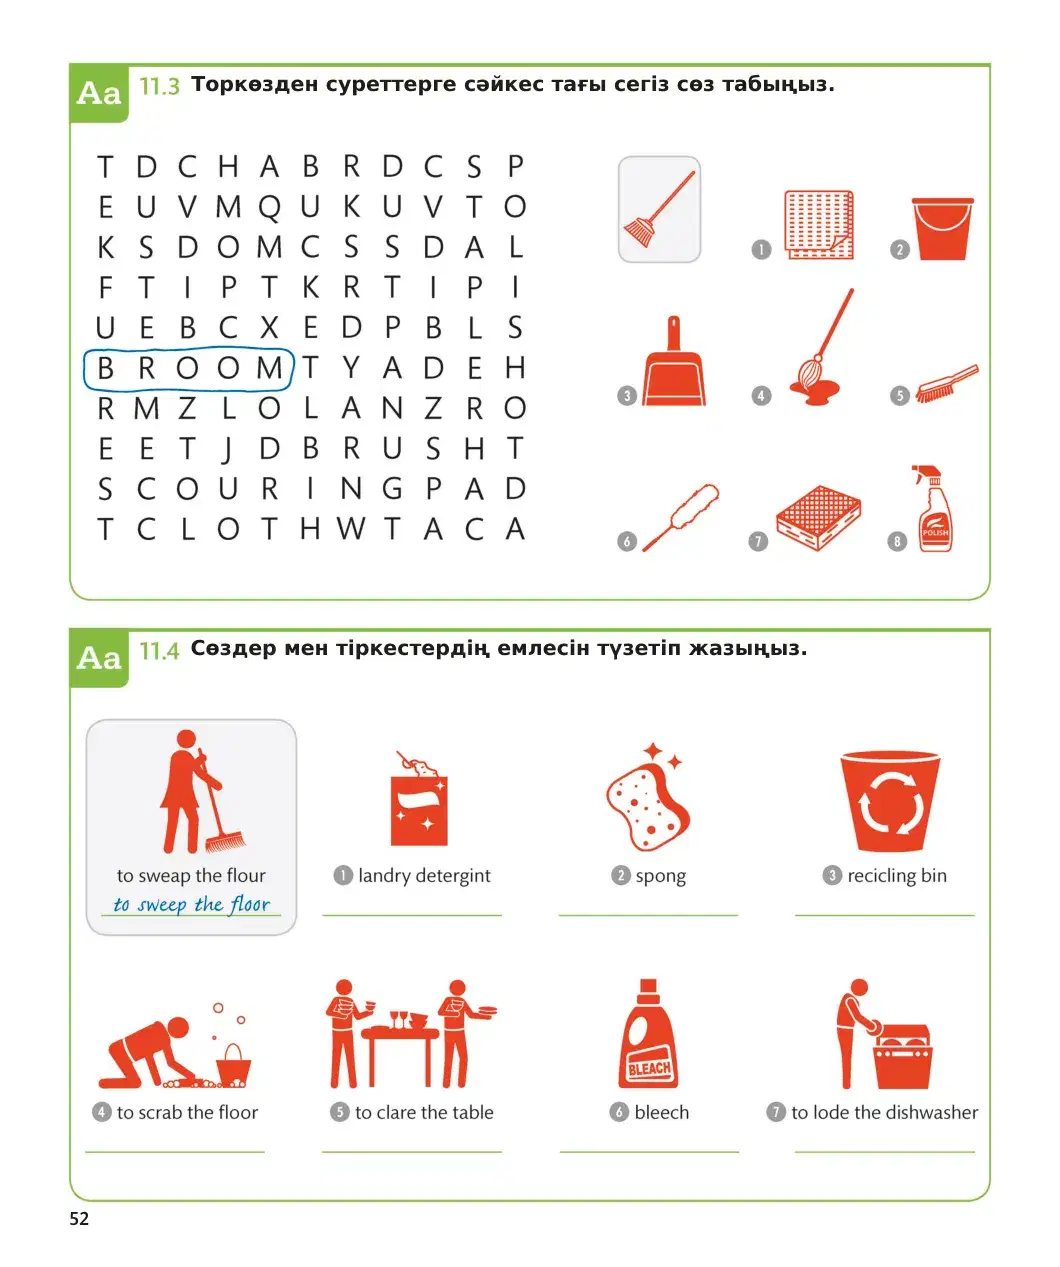 Aa 11.3 Торкөзден суреттерге сәйкес тағы сегіз сөз табыңыз.
T D C H A B R D C S P
E U V M Q U K U V T O
K S D O M C S S D A L
F T I P T K R T I P I
U E B C X E D P B L S
B R O O M T Y A D E H
R M Z L O L A N Z R O
E E T J D B R U S H T
S C O U R I N G P A D
T C L O T H W T A C A
1 2
3 4 5
POLISH
6 7 8
Aa 11.4 Сөздер мен тіркестердің емлесін түзетіп жазыңыз.
to sweap the flour 1 landry detergint 2 spong 3 recicling bin
to sweep the floor
BLEACH
4 to scrab the floor 5 to clare the table 6 bleech 7 to lode the dishwasher
52